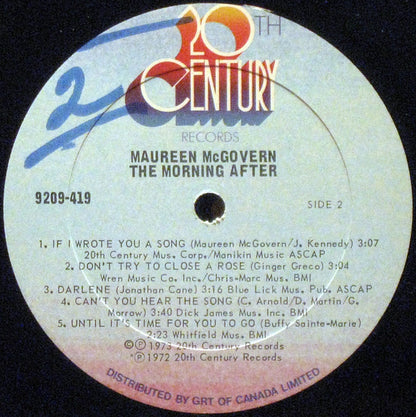 20TH
CENTURY
RECORDS
2
MAUREEN McGOVERN
THE MORNING AFTER
9209-419
SIDE 2
1. IF I WROTE YOU A SONG (Maureen McGovern/J. Kennedy) 3:07
20th Century Mus. Corp./Manikin Music ASCAP
2. DON'T TRY TO CLOSE A ROSE (Ginger Greco) 3:04
Wren Music Co. Inc./Chris-Marc Mus. BMI
3. DARLENE (Jonathan Cane) 3:16 Blue Lick Mus. Pub. ASCAP
4. CAN'T YOU HEAR THE SONG (C. Arnold/D. Martin/G.
Morrow) 3:40 Dick James Mus. Inc. BMI
5. UNTIL IT'S TIME FOR YOU TO GO (Buffy Sainte-Marie)
2:23 Whitfield Mus. BMI
©℗ 1973 20th Century Records
℗ 1972 20th Century Records
DISTRIBUTED BY GRT OF CANADA LIMITED